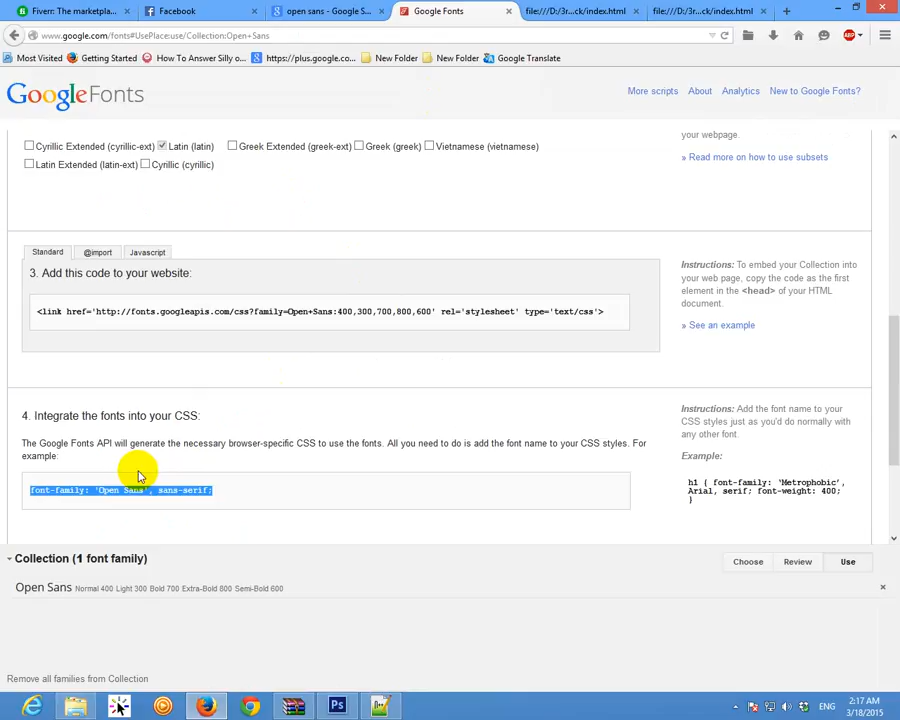 Fiverr: The marketpla...
Facebook
open sans - Google S...
Google Fonts
file:///D:/3r...ck/index.html
file:///D:/3r...ck/index.html
www.google.com/fonts#UsePlace:use/Collection:Open+Sans
Most Visited
Getting Started
How To Answer Silly o...
https://plus.google.co...
New Folder
New Folder
Google Translate
Google Fonts
More scripts
About
Analytics
New to Google Fonts?
Cyrillic Extended (cyrillic-ext)
Latin (latin)
Greek Extended (greek-ext)
Greek (greek)
Vietnamese (vietnamese)
Latin Extended (latin-ext)
Cyrillic (cyrillic)
your webpage.
» Read more on how to use subsets
Standard
@import
Javascript
3. Add this code to your website:
<link href='http://fonts.googleapis.com/css?family=Open+Sans:400,300,700,800,600' rel='stylesheet' type='text/css'>
Instructions: To embed your Collection into
your web page, copy the code as the first
element in the <head> of your HTML
document.
» See an example
4. Integrate the fonts into your CSS:
The Google Fonts API will generate the necessary browser-specific CSS to use the fonts. All you need to do is add the font name to your CSS styles. For
example:
font-family: 'Open Sans', sans-serif;
Instructions: Add the font name to your
CSS styles just as you'd do normally with
any other font.
Example:
h1 { font-family: 'Metrophobic',
Arial, serif; font-weight: 400;
}
Collection (1 font family)
Choose
Review
Use
Open Sans Normal 400 Light 300 Bold 700 Extra-Bold 800 Semi-Bold 600
Remove all families from Collection
ABP
Ps
ENG
2:17 AM
3/18/2015